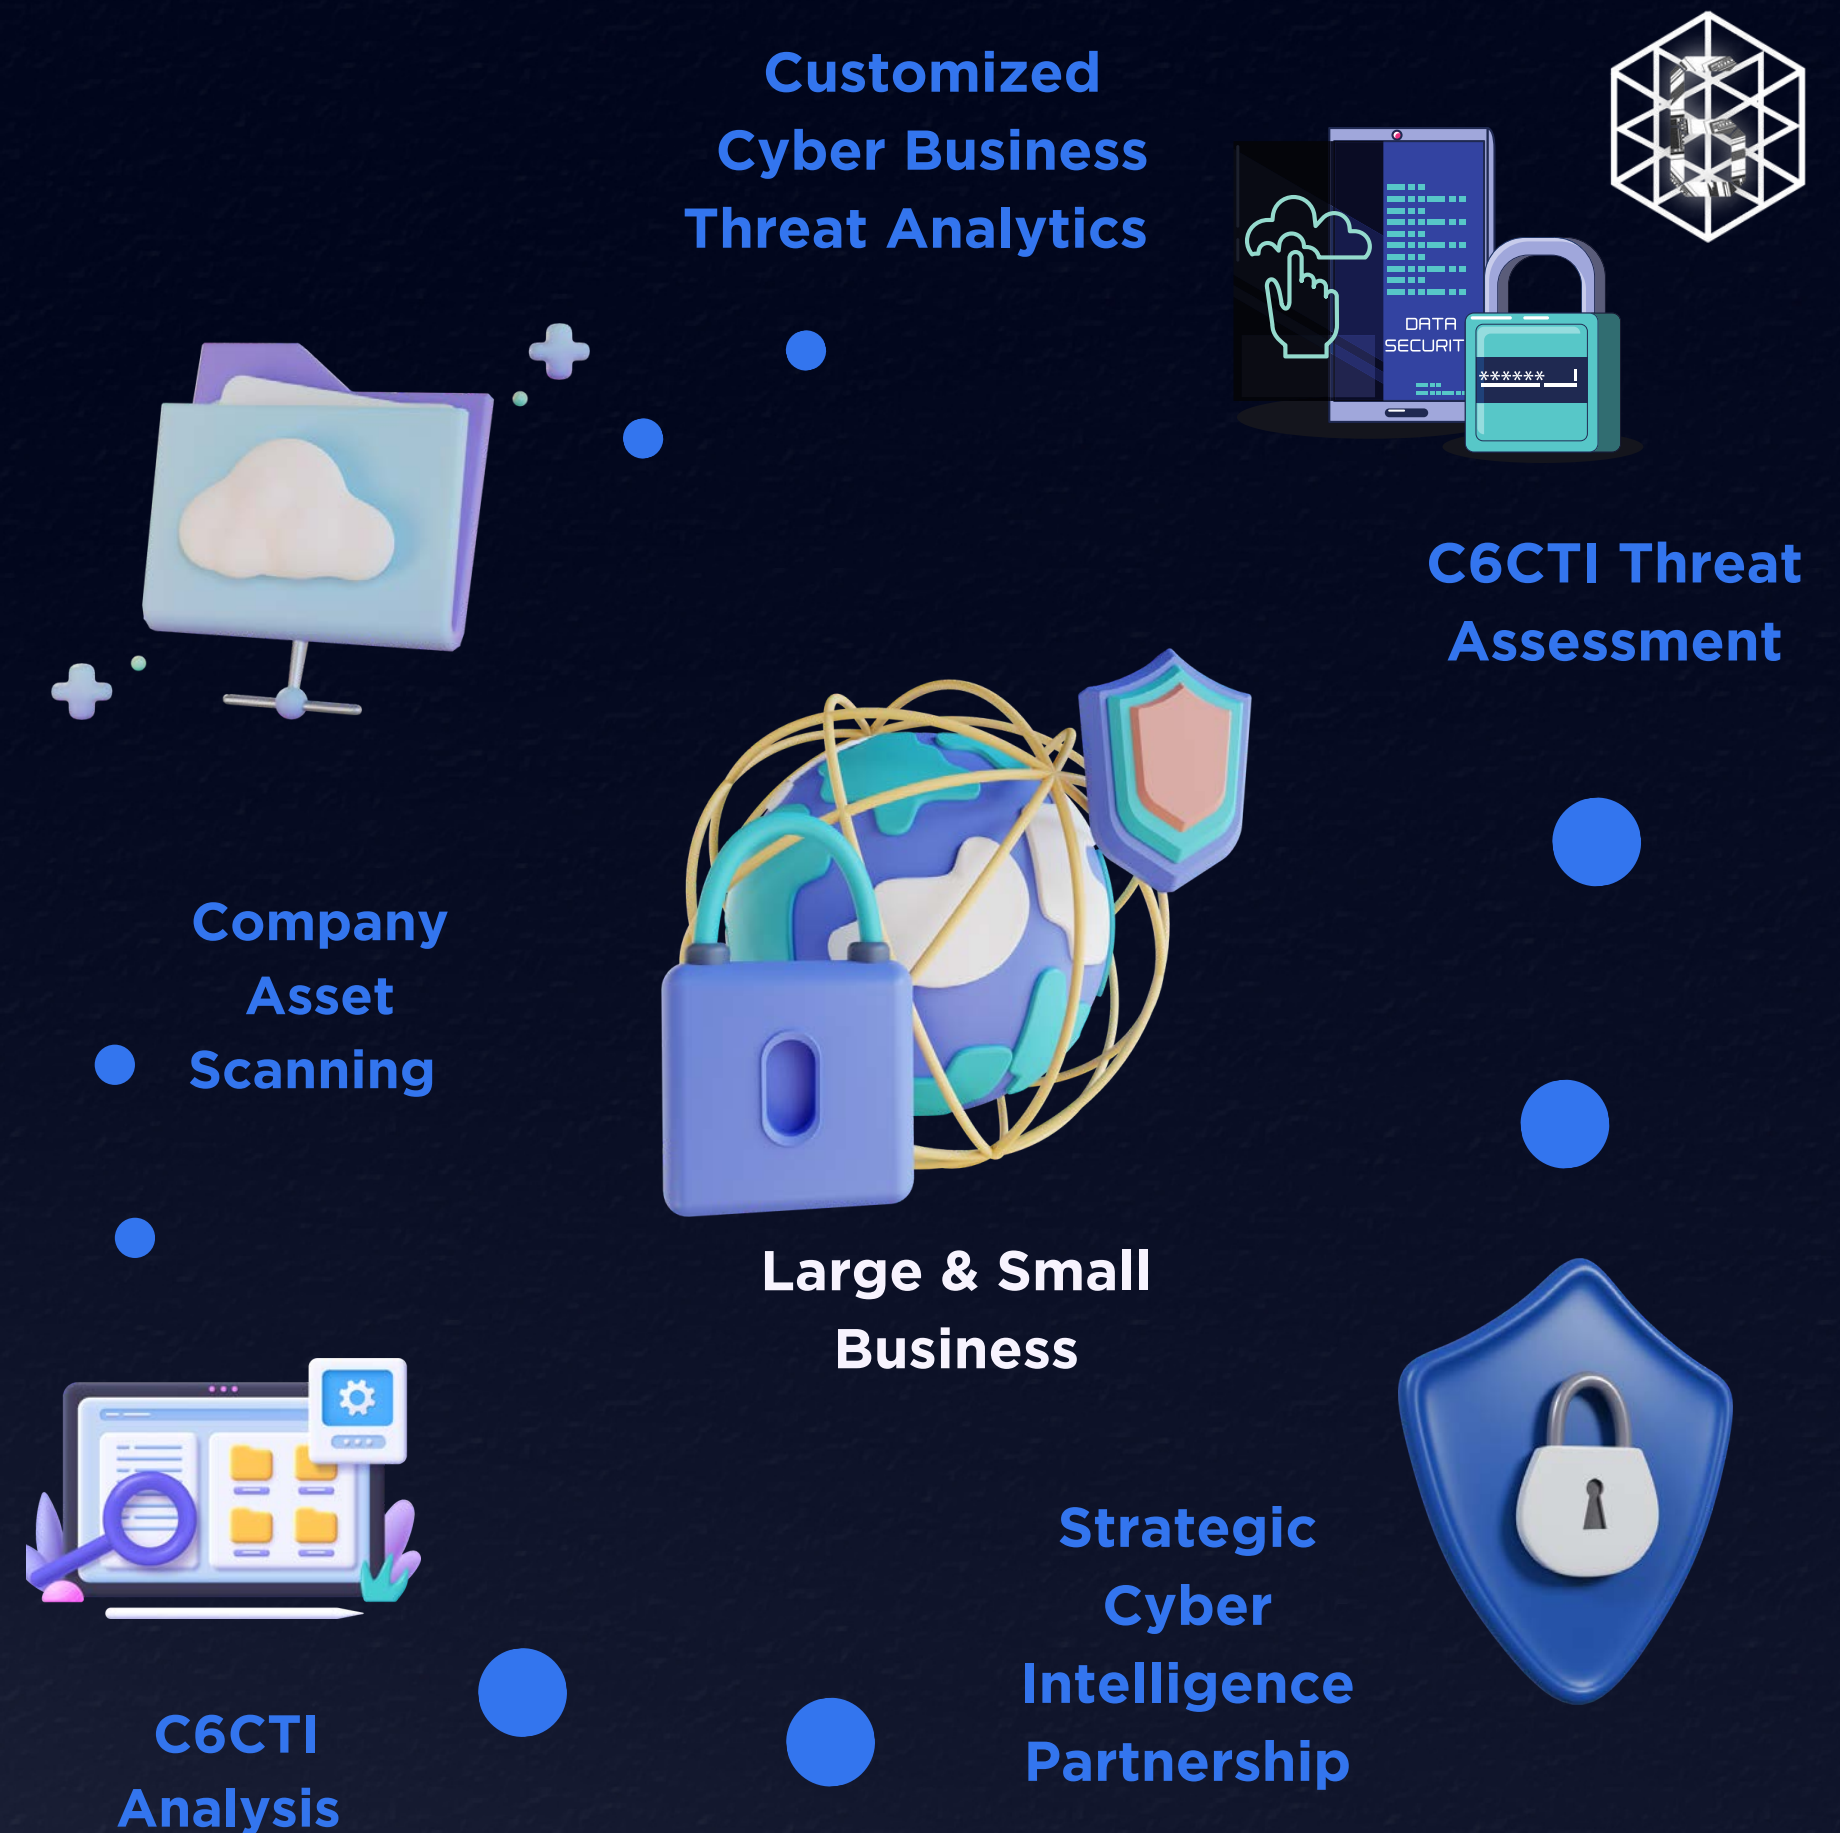 Customized
Cyber Business
Threat Analytics
DATA
SECURIT
******
C6CTI Threat
Assessment
Company
Asset
Scanning
Large & Small
Business
Strategic
Cyber
Intelligence
Partnership
C6CTI
Analysis